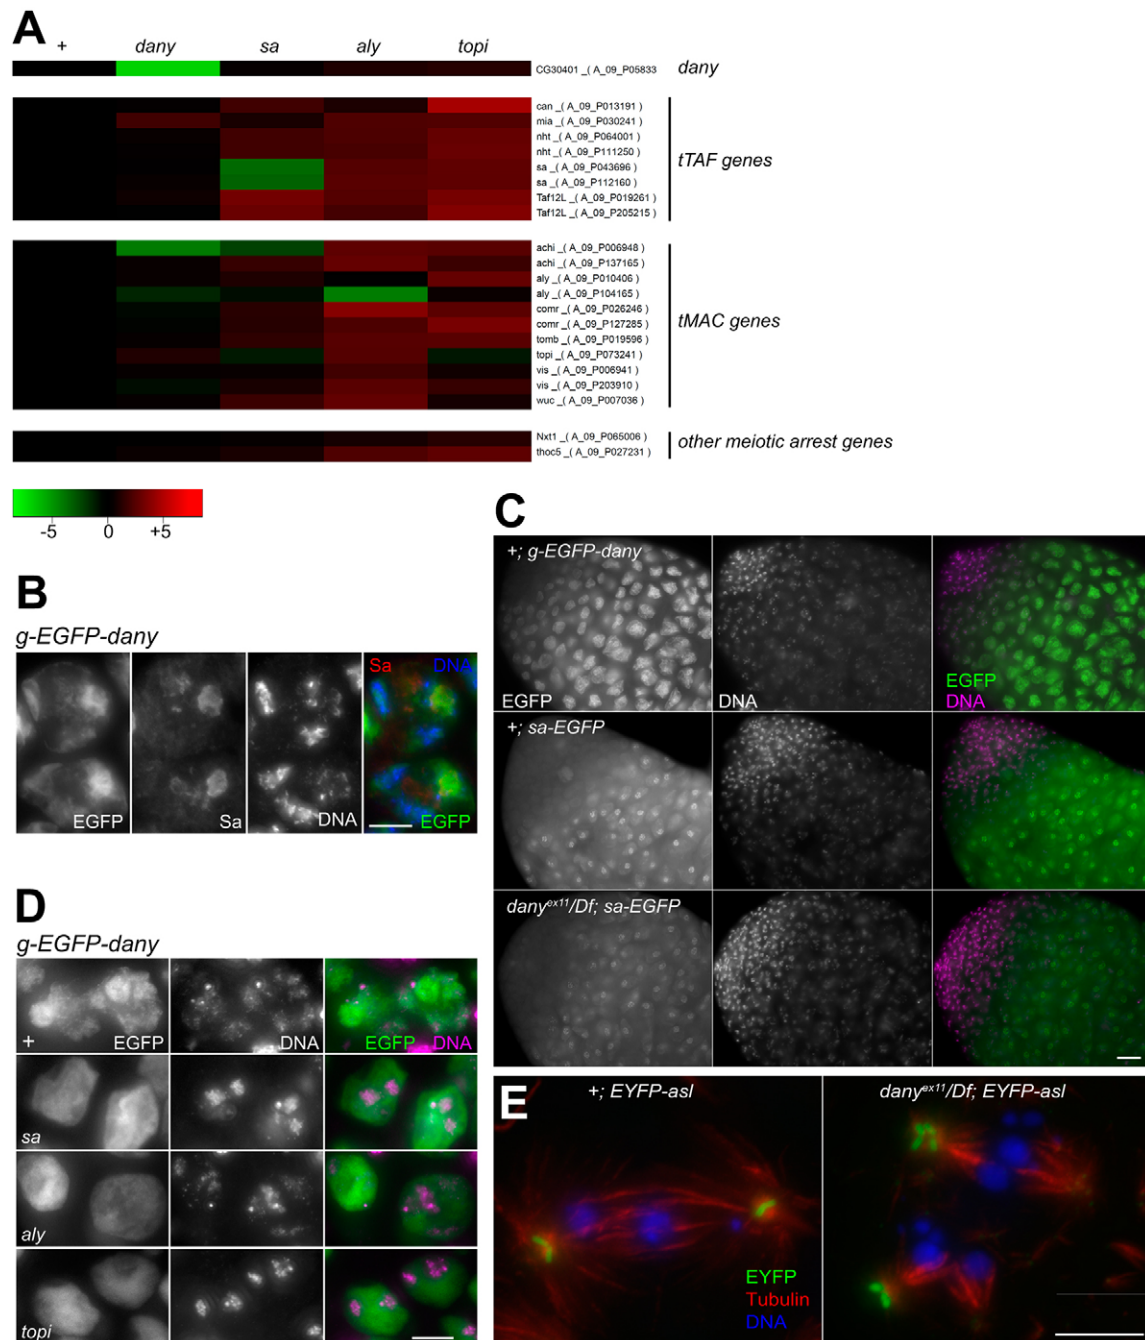 A
+ dany sa aly topi
CG30401 _( A_09_P05833 dany
can _( A_09_P013191 )
mia _( A_09_P030241 )
nht _( A_09_P064001 )
nht _( A_09_P111250 )
sa _( A_09_P043696 )
sa _( A_09_P112160 )
Taf12L _( A_09_P019261 )
Taf12L _( A_09_P205215 )
tTAF genes
achi _( A_09_P006948 )
achi _( A_09_P137165 )
aly _( A_09_P010406 )
aly _( A_09_P104165 )
comr _( A_09_P026246 )
comr _( A_09_P127285 )
tomb _( A_09_P019596 )
topi _( A_09_P073241 )
vis _( A_09_P006941 )
vis _( A_09_P203910 )
wuc _( A_09_P007036 )
tMAC genes
Nxt1 _( A_09_P065006 )
thoc5 _( A_09_P027231 )
other meiotic arrest genes
-5 0 +5
B
g-EGFP-dany
Sa DNA
EGFP Sa DNA EGFP
C
+; g-EGFP-dany
EGFP DNA EGFP
DNA
+; sa-EGFP
dany^ex11/Df; sa-EGFP
D
g-EGFP-dany
+ EGFP DNA EGFP DNA
sa
aly
topi
E
+; EYFP-asl dany^ex11/Df; EYFP-asl
EYFP
Tubulin
DNA